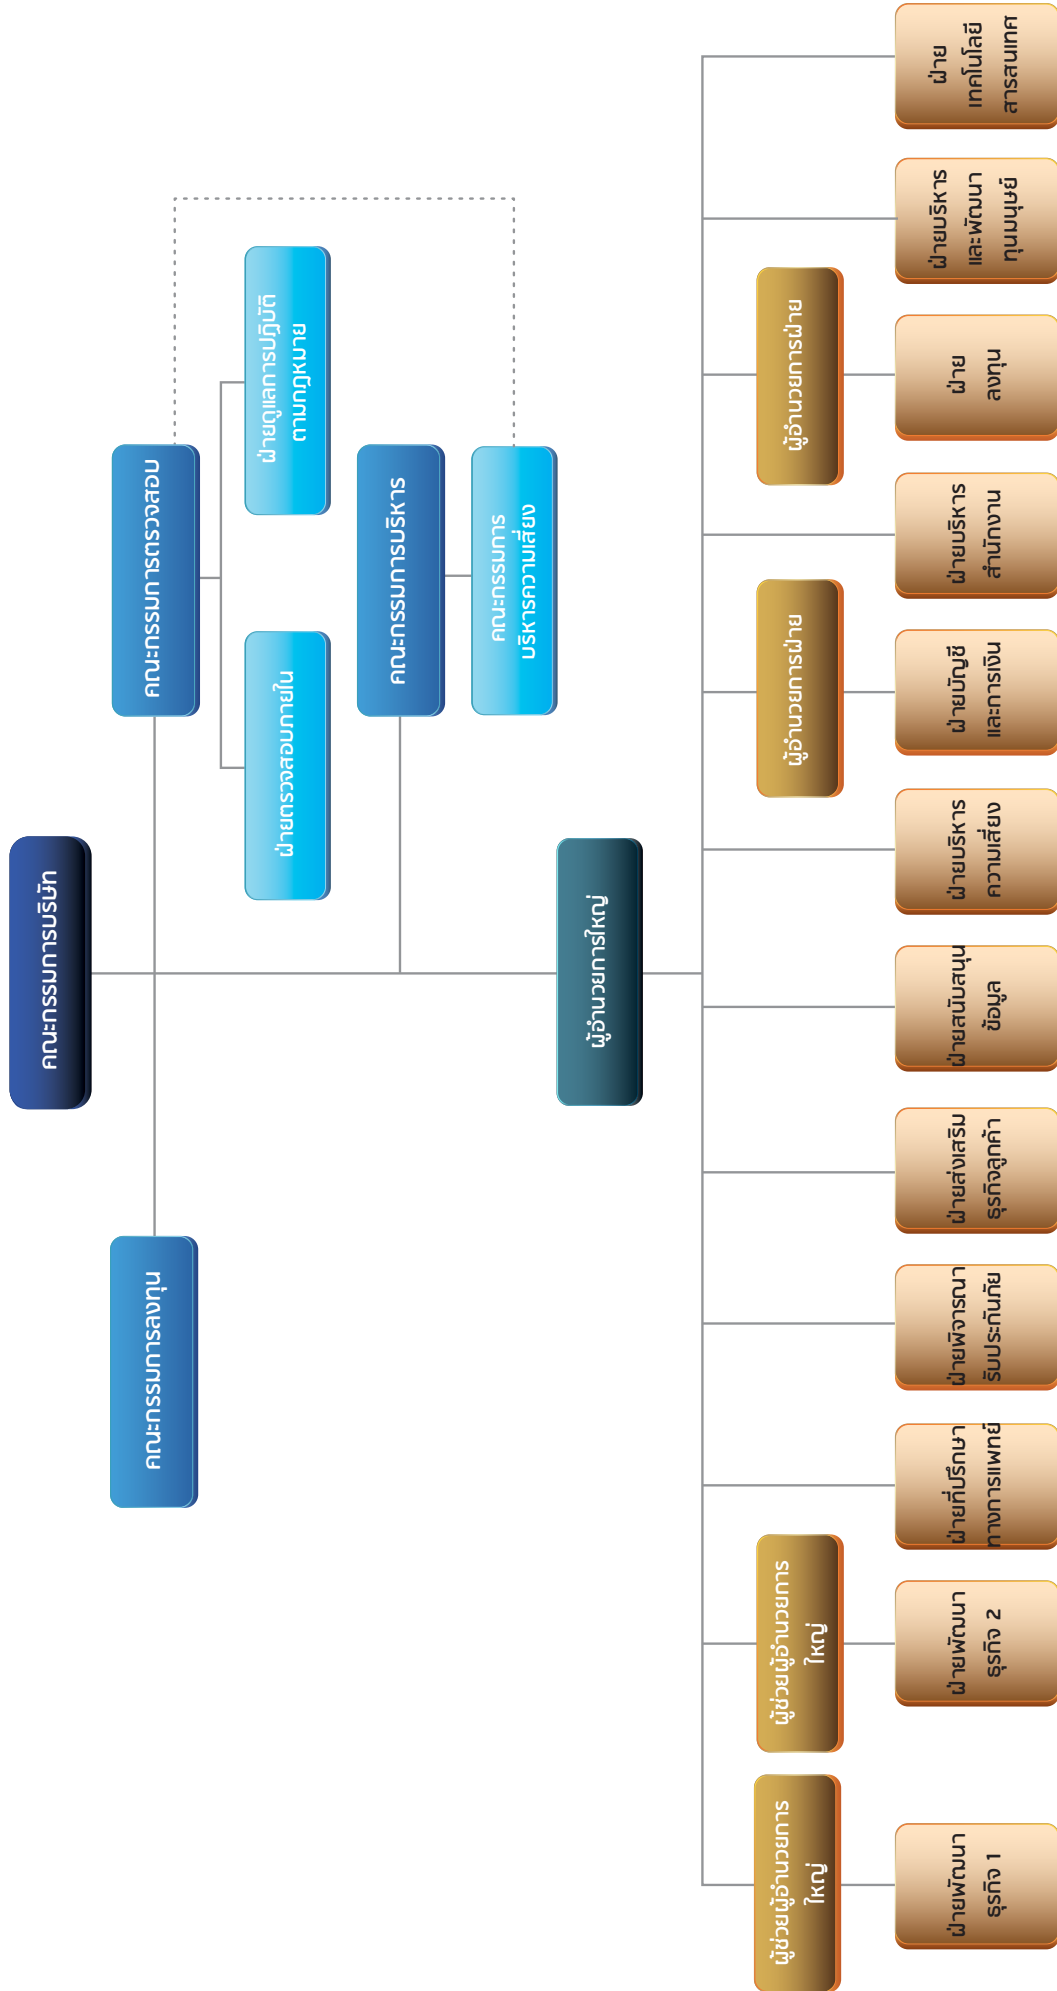 คณะกรรมการบริษัท
คณะกรรมการลงทุน
คณะกรรมการตรวจสอบ
ฝ่ายตรวจสอบภายใน
ฝ่ายดูแลการปฏิบัติ
ตามกฎหมาย
คณะกรรมการบริหาร
คณะกรรมการ
บริหารความเสี่ยง
ผู้อำนวยการใหญ่
ผู้ช่วยผู้อำนวยการ
ใหญ่
ผู้ช่วยผู้อำนวยการ
ใหญ่
ผู้อำนวยการฝ่าย
ผู้อำนวยการฝ่าย
ฝ่ายพัฒนา
ธุรกิจ 1
ฝ่ายพัฒนา
ธุรกิจ 2
ฝ่ายที่ปรึกษา
ทางการแพทย์
ฝ่ายพิจารณา
รับประกันภัย
ฝ่ายส่งเสริม
ธุรกิจลูกค้า
ฝ่ายสนับสนุน
ข้อมูล
ฝ่ายบริหาร
ความเสี่ยง
ฝ่ายบัญชี
และการเงิน
ฝ่ายบริหาร
สำนักงาน
ฝ่าย
ลงทุน
ฝ่ายบริหาร
และพัฒนา
ทุนมนุษย์
ฝ่าย
เทคโนโลยี
สารสนเทศ